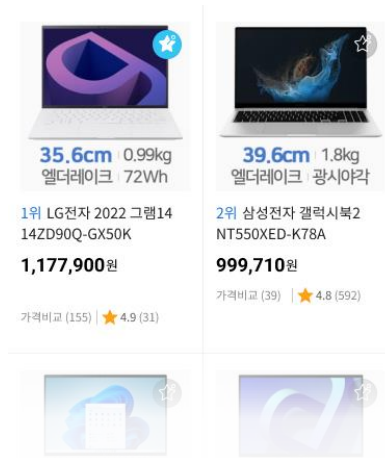 35.6cm 0.99kg
엘더레이크 72Wh
1위 LG전자 2022 그램14
14ZD90Q-GX50K
1,177,900원
가격비교 (155) 4.9 (31)
39.6cm 1.8kg
엘더레이크 광시야각
2위 삼성전자 갤럭시북2
NT550XED-K78A
999,710원
가격비교 (39) 4.8 (592)